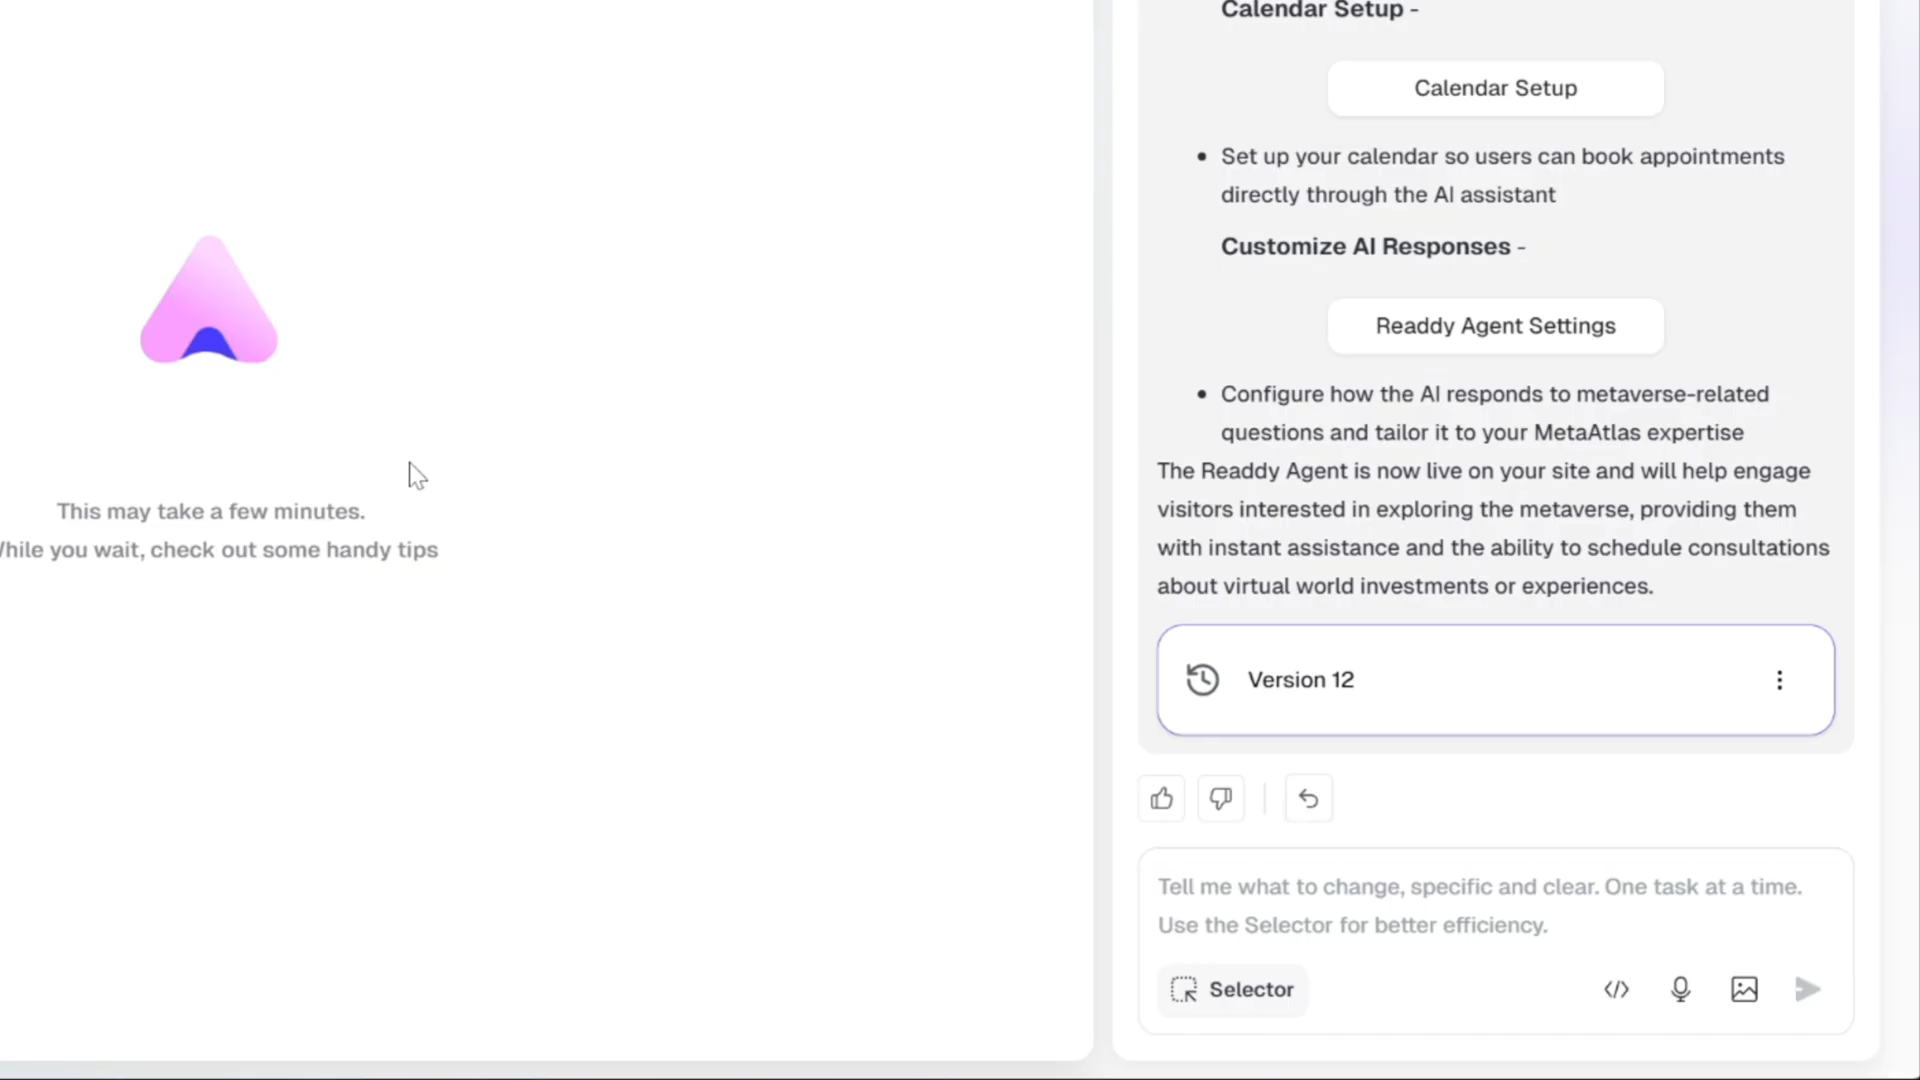 Calendar Setup -
Calendar Setup
• Set up your calendar so users can book appointments
directly through the AI assistant
Customize AI Responses -
Readdy Agent Settings
• Configure how the AI responds to metaverse-related
questions and tailor it to your MetaAtlas expertise
The Readdy Agent is now live on your site and will help engage
visitors interested in exploring the metaverse, providing them
with instant assistance and the ability to schedule consultations
about virtual world investments or experiences.
Version 12
Tell me what to change, specific and clear. One task at a time.
Use the Selector for better efficiency.
Selector
This may take a few minutes.
hile you wait, check out some handy tips